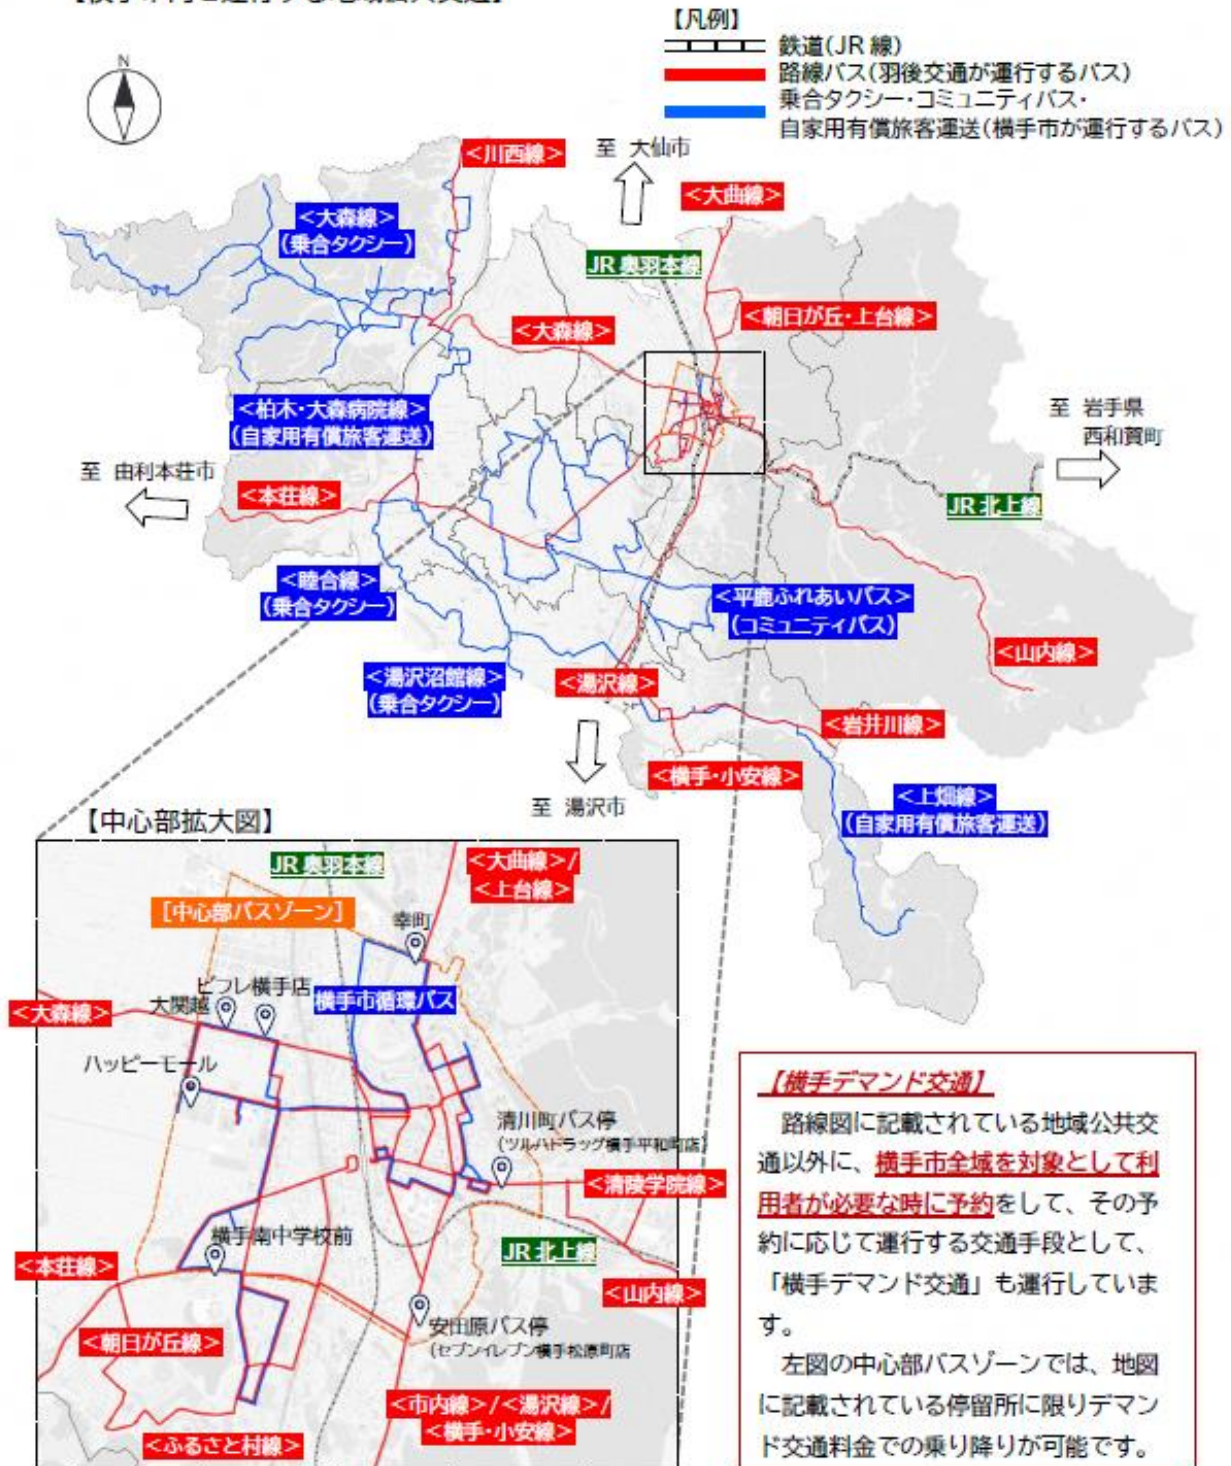 【凡例】
鉄道(JR 線)
路線バス(羽後交通が運行するバス)
乗合タクシー・コミュニティバス・
自家用有償旅客運送(横手市が運行するバス)
N
<川西線>
至 大仙市
<大曲線>
<大森線>
(乗合タクシー)
JR 奥羽本線
<大森線>
<朝日が丘・上台線>
<柏木・大森病院線>
(自家用有償旅客運送)
至 岩手県
西和賀町
至 由利本荘市
<本荘線>
JR 北上線
<睦合線>
(乗合タクシー)
<平鹿ふれあいバス>
(コミュニティバス)
<山内線>
<湯沢沼館線>
(乗合タクシー)
<湯沢線>
<岩井川線>
<横手・小安線>
至 湯沢市
<上畑線>
(自家用有償旅客運送)
【中心部拡大図】
JR 奥羽本線
<大曲線>/
<上台線>
[中心部バスゾーン]
幸町
ビフレ横手店
大関越
横手市循環バス
<大森線>
ハッピーモール
清川町バス停
(ツルハドラッグ横手平和町店)
<清陵学院線>
横手南中学校前
JR 北上線
<本荘線>
<山内線>
安田原バス停
(セブンイレブン横手松原町店
<朝日が丘線>
<市内線>/<湯沢線>/
<横手・小安線>
<ふるさと村線>
【横手デマンド交通】
路線図に記載されている地域公共交
通以外に、横手市全域を対象として利
用者が必要な時に予約をして、その予
約に応じて運行する交通手段として、
「横手デマンド交通」も運行していま
す。
左図の中心部バスゾーンでは、地図
に記載されている停留所に限りデマン
ド交通料金での乗り降りが可能です。